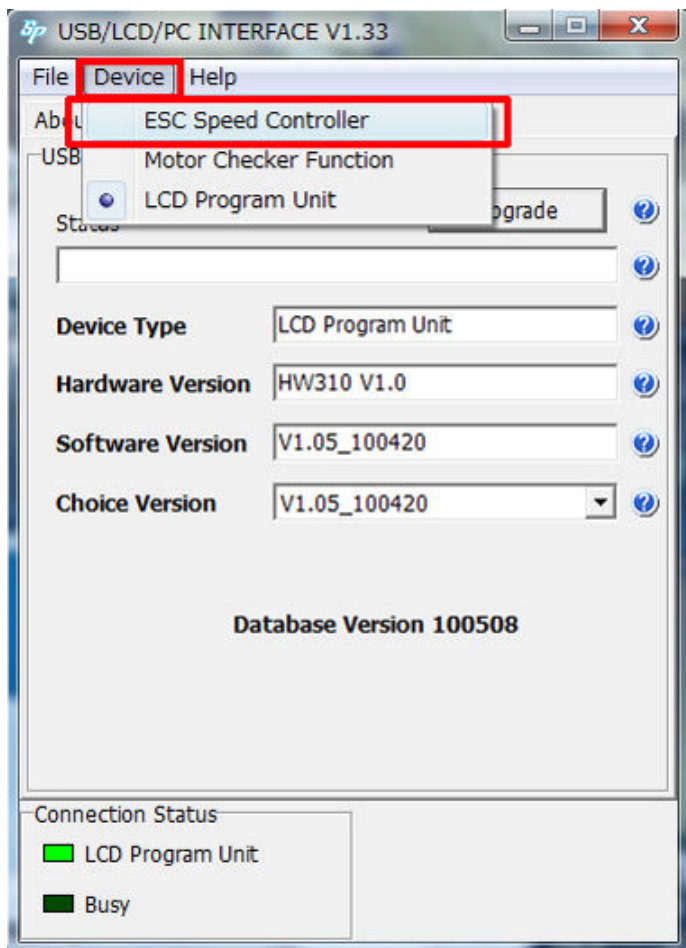 USB/LCD/PC INTERFACE V1.33
File Device Help
ESC Speed Controller
USB
Motor Checker Function
LCD Program Unit
Status
Device Type LCD Program Unit
Hardware Version HW310 V1.0
Software Version V1.05_100420
Choice Version V1.05_100420
Database Version 100508
Connection Status
LCD Program Unit
Busy